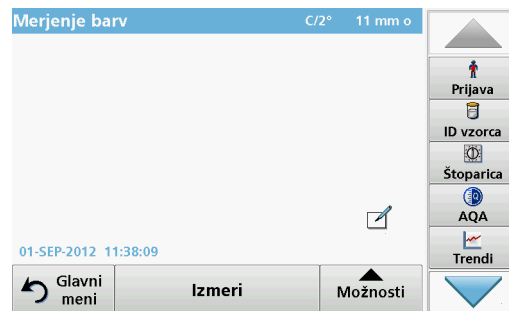 Merjenje barv C/2° 11 mm o
Prijava
ID vzorca
Štoparica
AQA
Trendi
01-SEP-2012 11:38:09
Glavni
meni
Izmeri
Možnosti